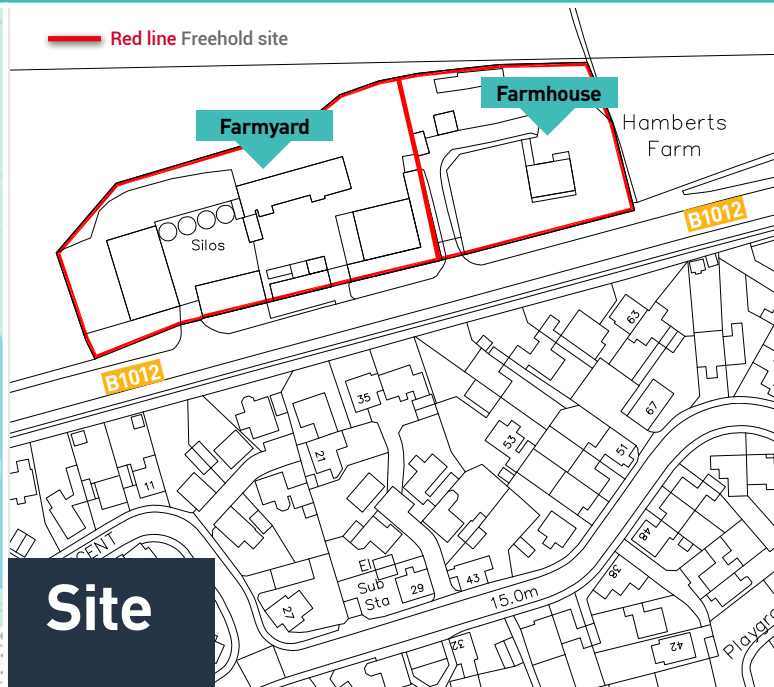 Red line Freehold site
Farmhouse
Farmyard
Hamberts
Farm
B1012
Silos
B1012
63
35
67
53
51
21
11
48
CENT
El
Sub
Sta
29
43
38
15.0m
27
32
42
Site